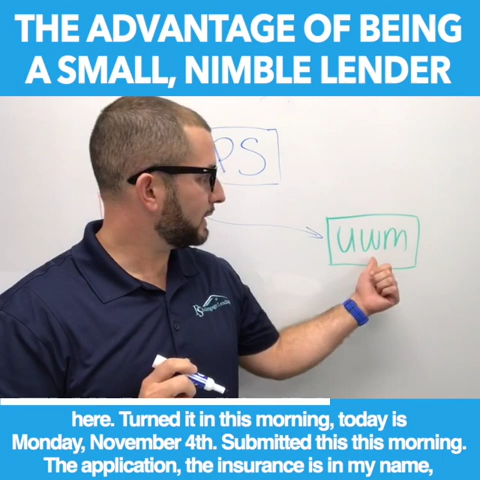 THE ADVANTAGE OF BEING
A SMALL, NIMBLE LENDER
PS
uwm
here. Turned it in this morning, today is
Monday, November 4th. Submitted this this morning.
The application, the insurance is in my name,